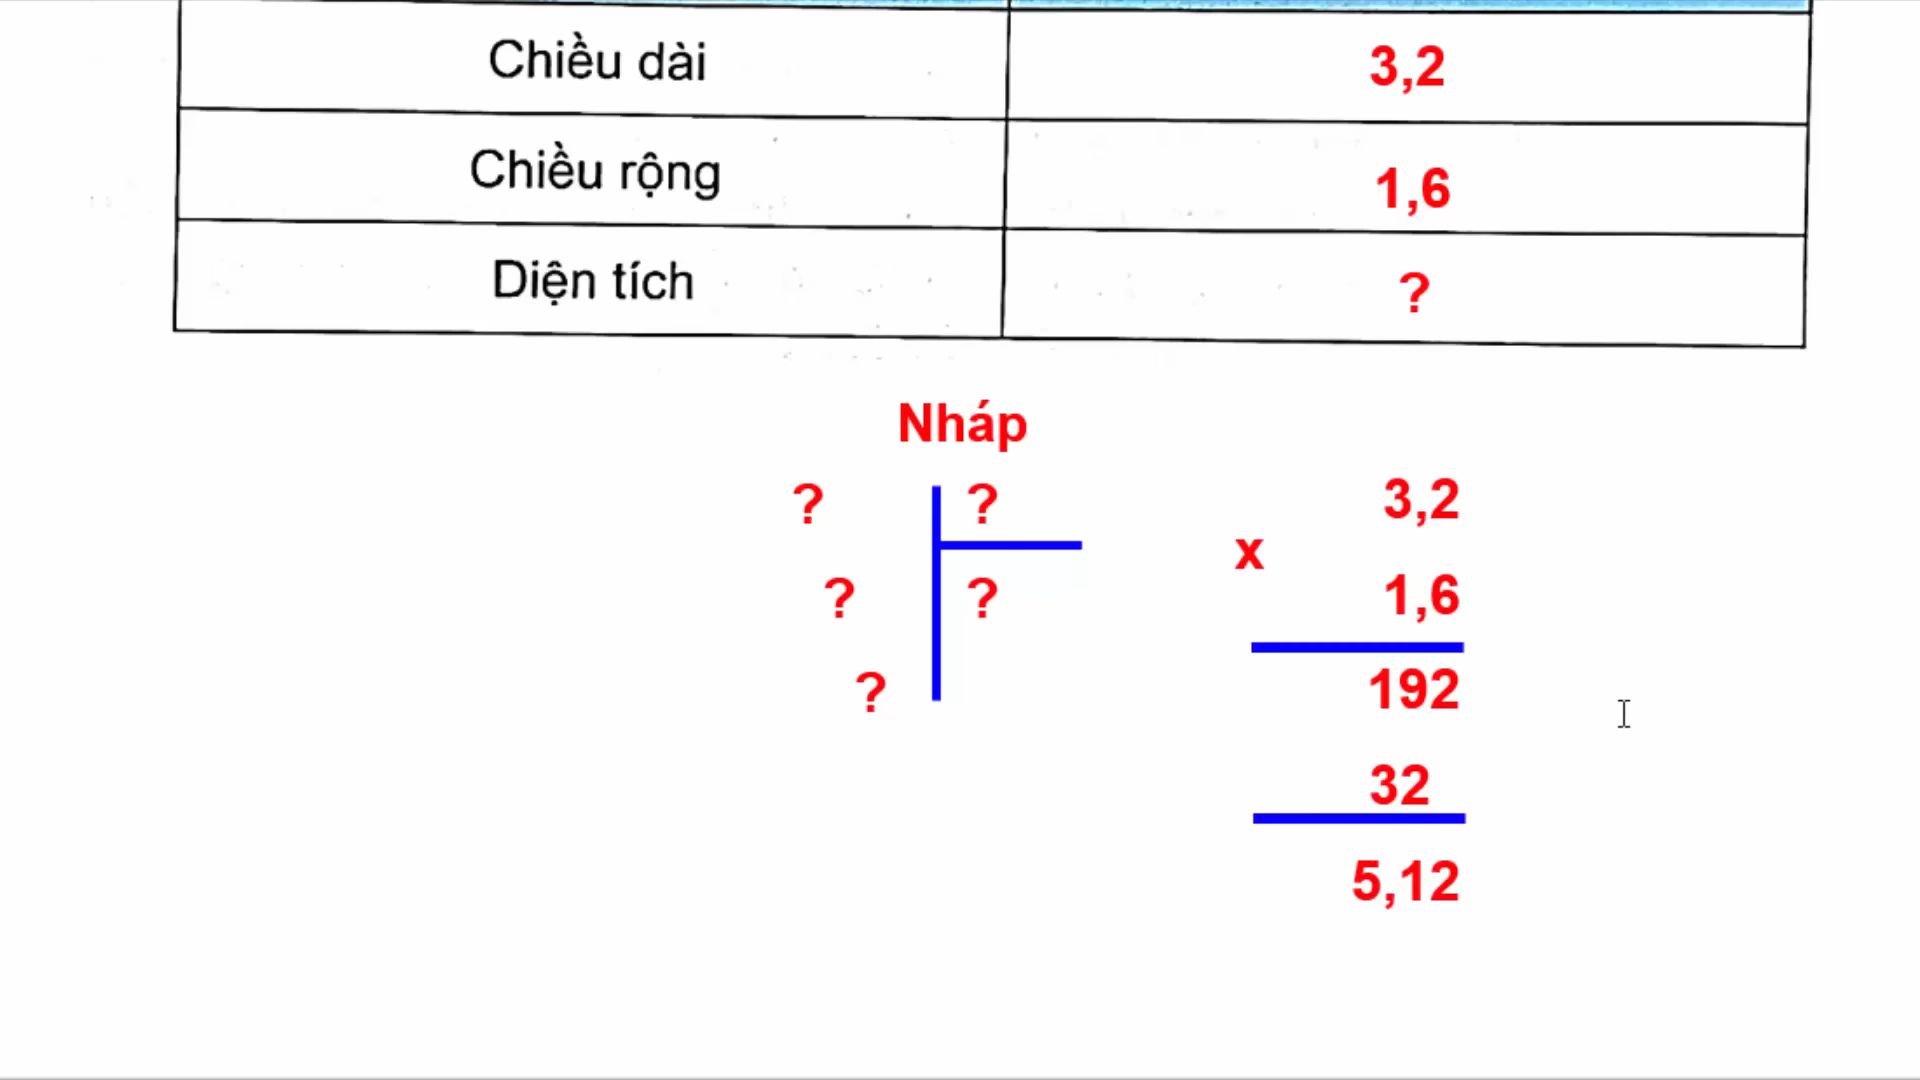 Chiều dài 3,2
Chiều rộng 1,6
Diện tích ?
Nháp
? ? 3,2
x
? ? 1,6
? 192
32
5,12